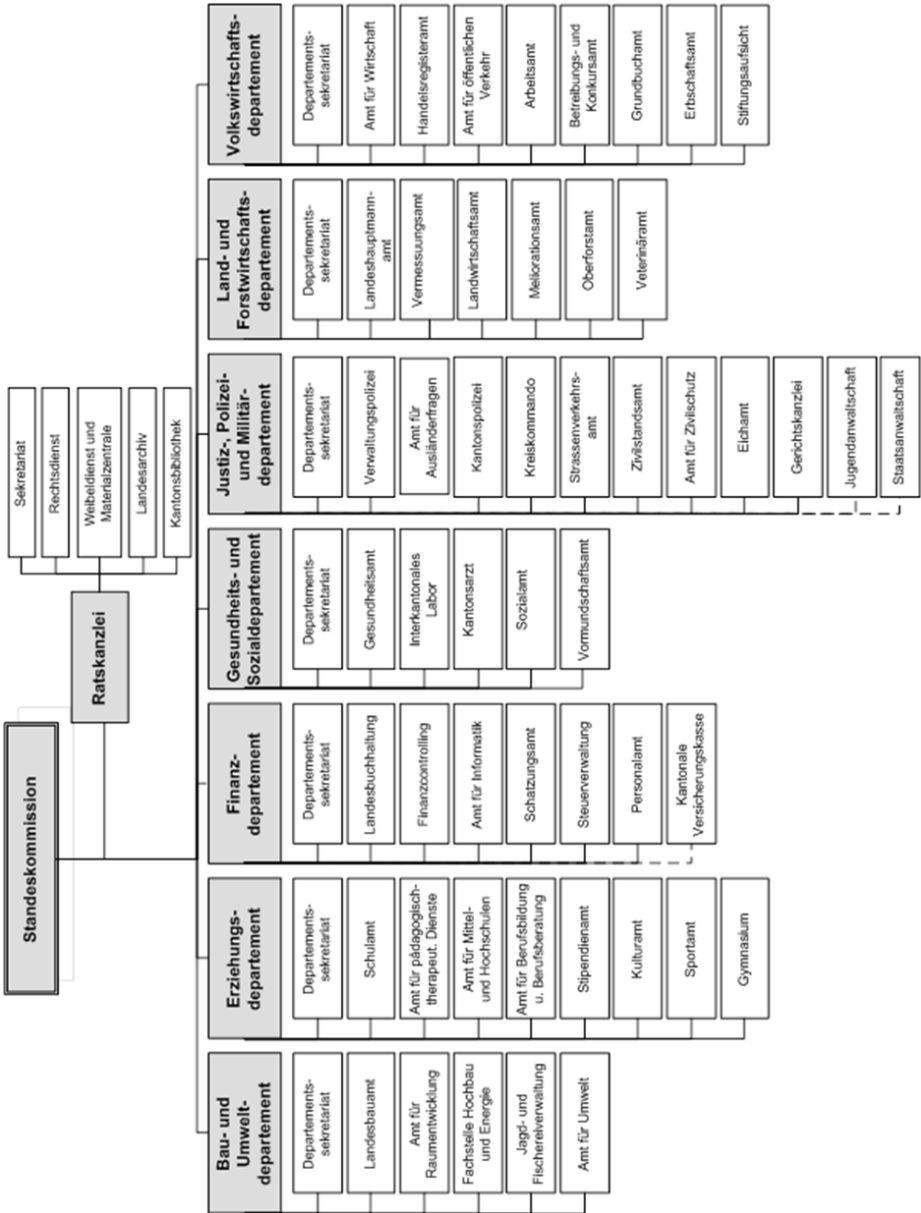 Standeskommission
Ratskanzlei
Sekretariat
Rechtsdienst
Weibeldienst und
Materialzentrale
Landesarchiv
Kantonsbibliothek
Bau- und
Umwelt-
departement
Departements-
sekretariat
Landesbauamt
Amt für
Raumentwicklung
Fachstelle Hochbau
und Energie
Jagd- und
Fischereiverwaltung
Amt für Umwelt
Erziehungs-
departement
Departements-
sekretariat
Schulamt
Amt für pädagogisch-
therapeut. Dienste
Amt für Mittel-
und Hochschulen
Amt für Berufsbildung
u. Berufsberatung
Stipendienamt
Kulturamt
Sportamt
Gymnasium
Finanz-
departement
Departements-
sekretariat
Landesbuchhaltung
Finanzcontrolling
Amt für Informatik
Schatzungsamt
Steuerverwaltung
Personalamt
Kantonale
Versicherungskasse
Gesundheits- und
Sozialdepartement
Departements-
sekretariat
Gesundheitsamt
Interkantonales
Labor
Kantonsarzt
Sozialamt
Vormundschaftsamt
Justiz-, Polizei-
und Militär-
departement
Departements-
sekretariat
Verwaltungspolizei
Amt für
Ausländerfragen
Kantonspolizei
Kreiskommando
Strassenverkehrs-
amt
Zivilstandsamt
Amt für Zivilschutz
Eichamt
Gerichtskanzlei
Jugendanwaltschaft
Staatsanwaltschaft
Land- und
Forstwirtschafts-
departement
Departements-
sekretariat
Landeshauptmann-
amt
Vermessuungsamt
Landwirtschaftsamt
Meliorationsamt
Oberforstamt
Veterinäramt
Volkswirtschafts-
departement
Departements-
sekretariat
Amt für Wirtschaft
Handelsregisteramt
Amt für öffentlichen
Verkehr
Arbeitsamt
Betreibungs- und
Konkursamt
Grundbuchamt
Erbschaftsamt
Stiftungsaufsicht